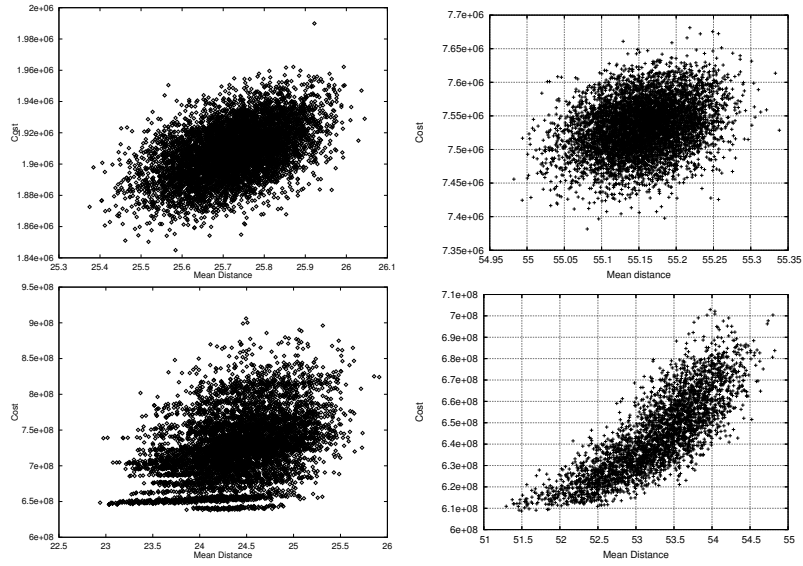 2e+06
1.98e+06
1.96e+06
1.94e+06
1.92e+06
1.9e+06
1.88e+06
1.86e+06
1.84e+06
Cost
25.3 25.4 25.5 25.6 25.7 25.8 25.9 26 26.1
Mean Distance
7.7e+06
7.65e+06
7.6e+06
7.55e+06
7.5e+06
7.45e+06
7.4e+06
7.35e+06
Cost
54.95 55 55.05 55.1 55.15 55.2 55.25 55.3 55.35
Mean distance
9.5e+08
9e+08
8.5e+08
8e+08
7.5e+08
7e+08
6.5e+08
6e+08
Cost
22.5 23 23.5 24 24.5 25 25.5 26
Mean Distance
7.1e+08
7e+08
6.9e+08
6.8e+08
6.7e+08
6.6e+08
6.5e+08
6.4e+08
6.3e+08
6.2e+08
6.1e+08
6e+08
Cost
51 51.5 52 52.5 53 53.5 54 54.5 55
Mean Distance